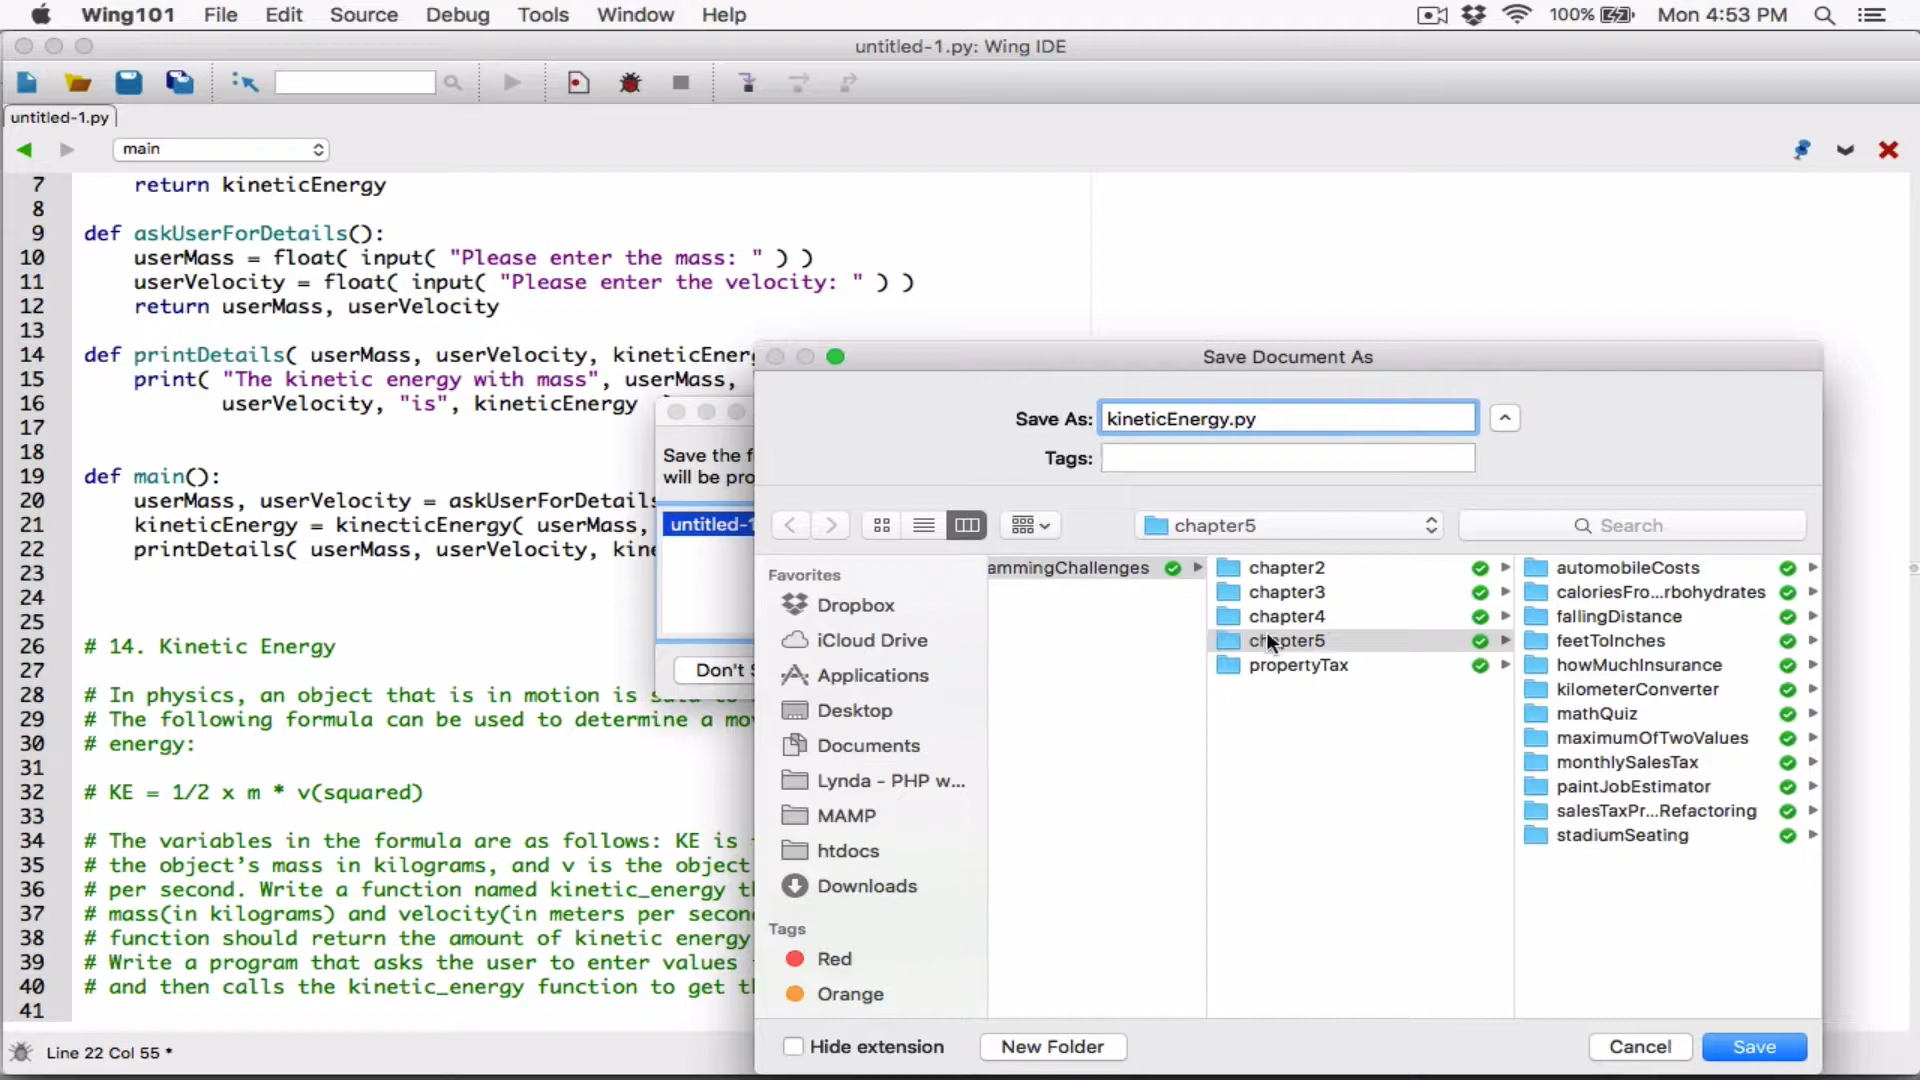 Wing101 File Edit Source Debug Tools Window Help 100% Mon 4:53 PM
untitled-1.py: Wing IDE
untitled-1.py
main
7 return kineticEnergy
8
9 def askUserForDetails():
10 userMass = float( input( "Please enter the mass: " ) )
11 userVelocity = float( input( "Please enter the velocity: " ) )
12 return userMass, userVelocity
13
14 def printDetails( userMass, userVelocity, kineticEner
15 print( "The kinetic energy with mass", userMass,
16 userVelocity, "is", kineticEnergy
17
18
19 def main():
20 userMass, userVelocity = askUserForDetails
21 kineticEnergy = kinecticEnergy( userMass,
22 printDetails( userMass, userVelocity, kine
23
24
25
26 # 14. Kinetic Energy
27
28 # In physics, an object that is in motion is said to
29 # The following formula can be used to determine a mov
30 # energy:
31
32 # KE = 1/2 x m * v(squared)
33
34 # The variables in the formula are as follows: KE is
35 # the object’s mass in kilograms, and v is the object
36 # per second. Write a function named kinetic_energy th
37 # mass(in kilograms) and velocity(in meters per secon
38 # function should return the amount of kinetic energy
39 # Write a program that asks the user to enter values
40 # and then calls the kinetic_energy function to get th
41
Line 22 Col 55 *
Save the f
will be pro
untitled-1
Don't S
Save Document As
Save As: kineticEnergy.py
Tags:
chapter5
Search
Favorites
Dropbox
iCloud Drive
Applications
Desktop
Documents
Lynda - PHP w...
MAMP
htdocs
Downloads
Tags
Red
Orange
ammingChallenges
chapter2
chapter3
chapter4
chapter5
propertyTax
automobileCosts
caloriesFro...rbohydrates
fallingDistance
feetToInches
howMuchInsurance
kilometerConverter
mathQuiz
maximumOfTwoValues
monthlySalesTax
paintJobEstimator
salesTaxPr...Refactoring
stadiumSeating
Hide extension New Folder Cancel Save